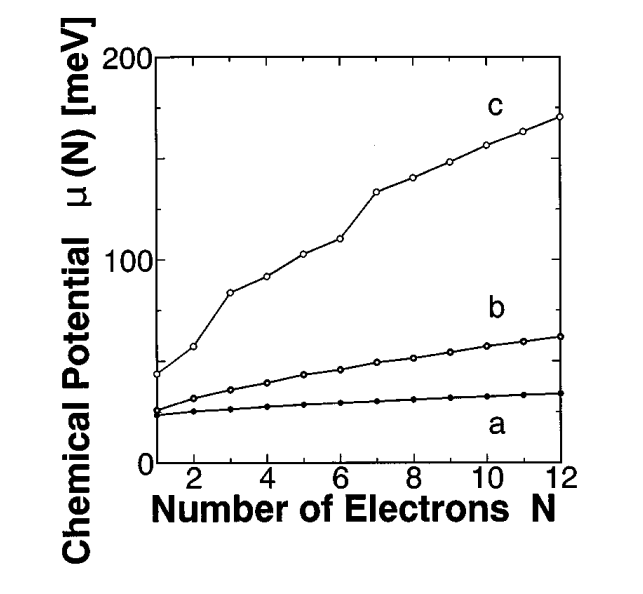 Chemical Potential μ(N) [meV]
200
100
0
c
b
a
2 4 6 8 10 12
Number of Electrons N